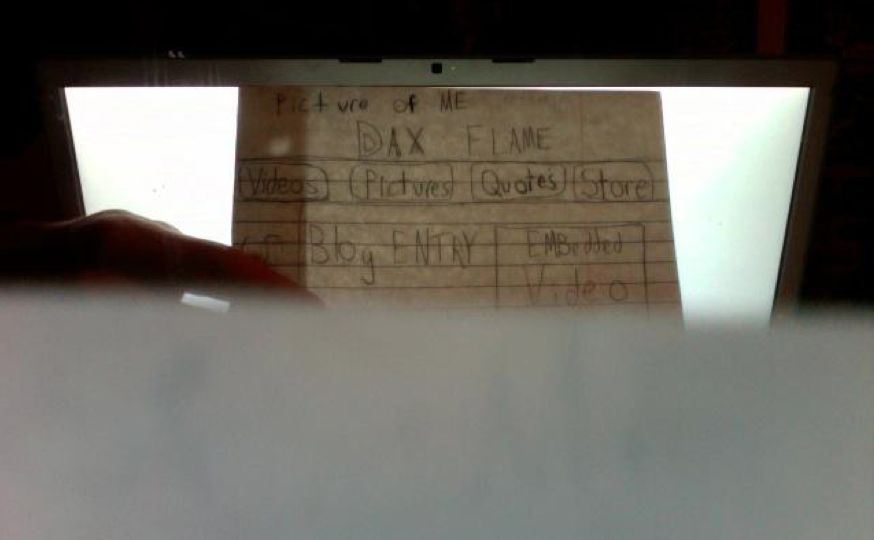 Picture of ME
DAX FLAME
Videos Pictures Quotes Store
Blog ENTRY
EMBedded
Video